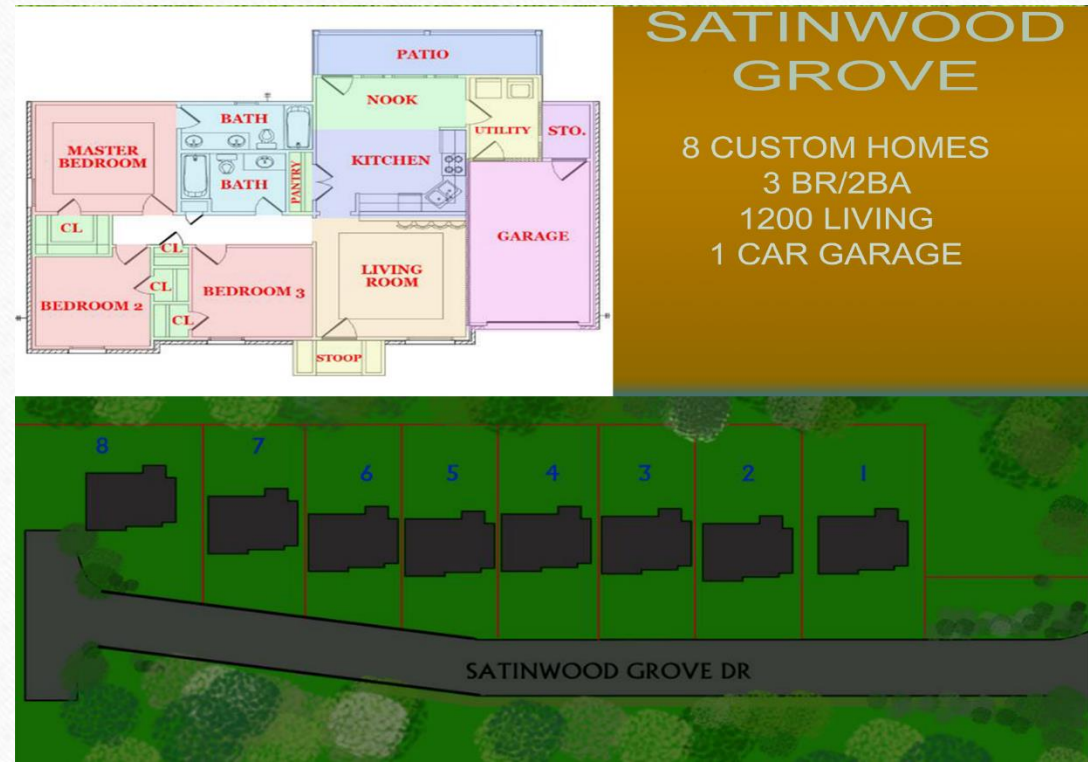 SATINWOOD
GROVE
8 CUSTOM HOMES
3 BR/2BA
1200 LIVING
1 CAR GARAGE
PATIO
NOOK
BATH
UTILITY
STO.
MASTER
BEDROOM
KITCHEN
BATH
PANTRY
CL
GARAGE
CL
LIVING
ROOM
CL
BEDROOM 3
BEDROOM 2
CL
STOOP
8
7
6
5
4
3
2
1
SATINWOOD GROVE DR